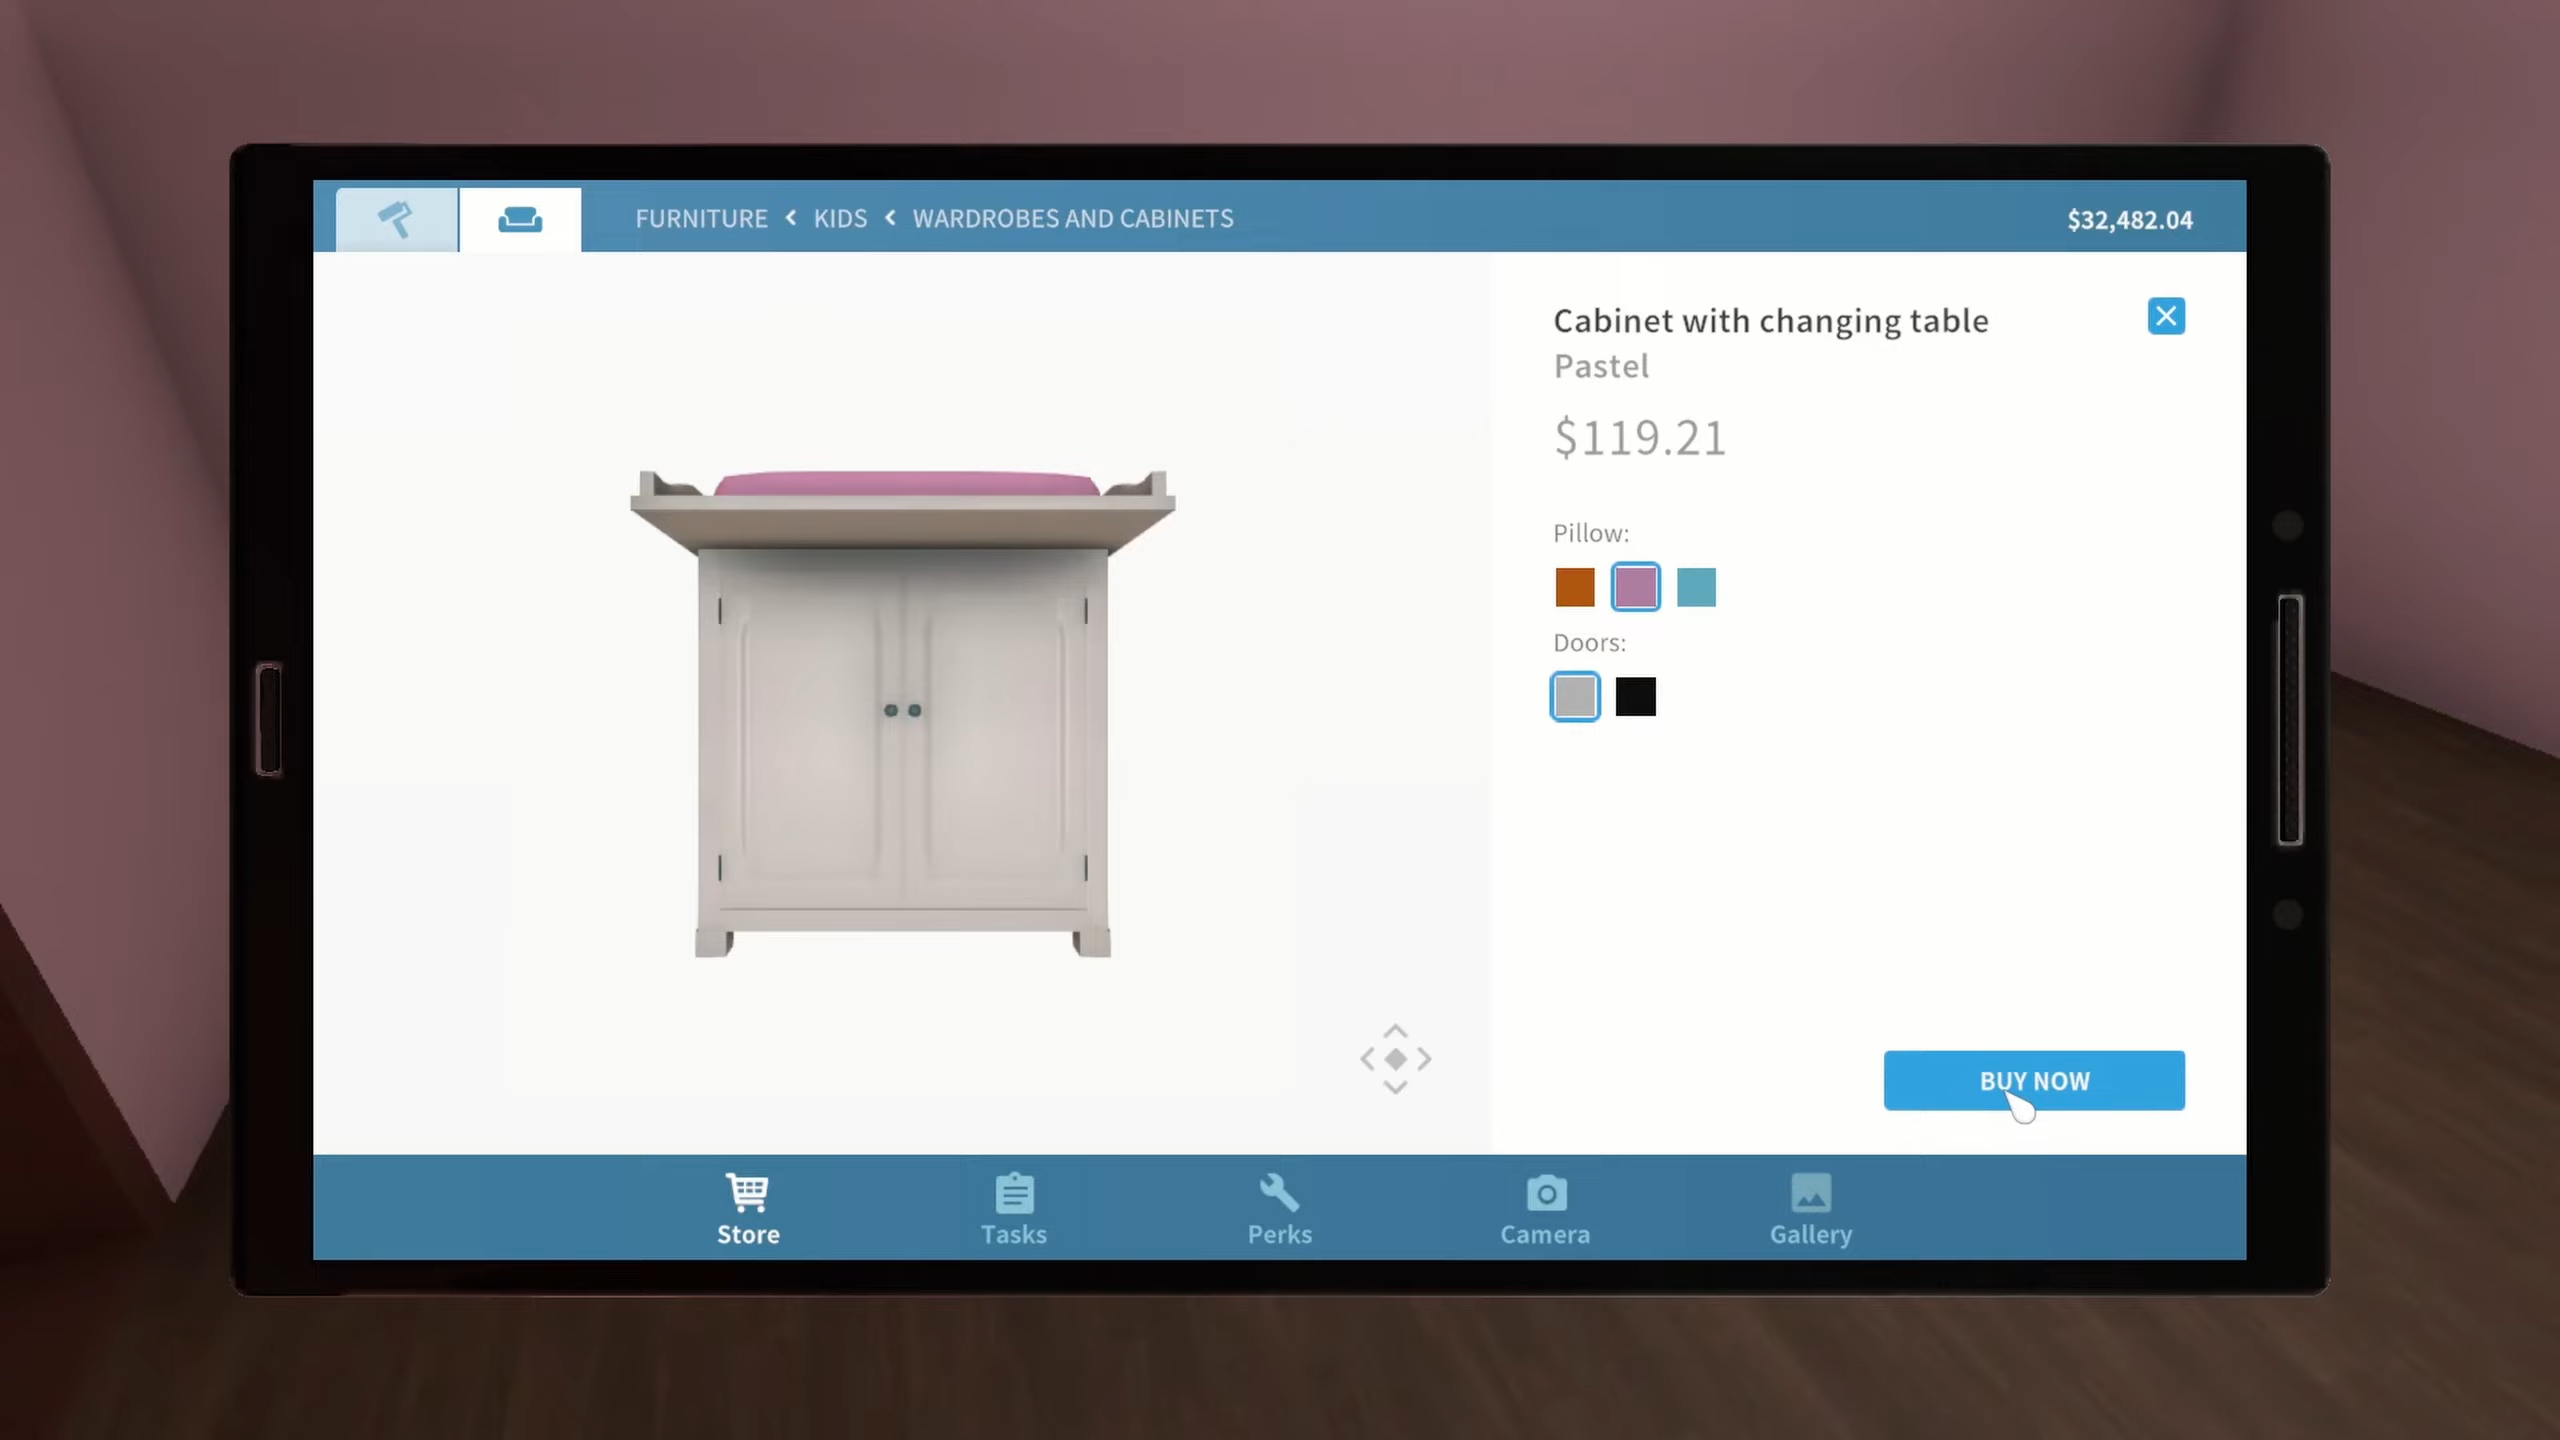 FURNITURE < KIDS < WARDROBES AND CABINETS
$32,482.04
Cabinet with changing table
Pastel
$119.21
Pillow:
Doors:
BUY NOW
Store
Tasks
Perks
Camera
Gallery